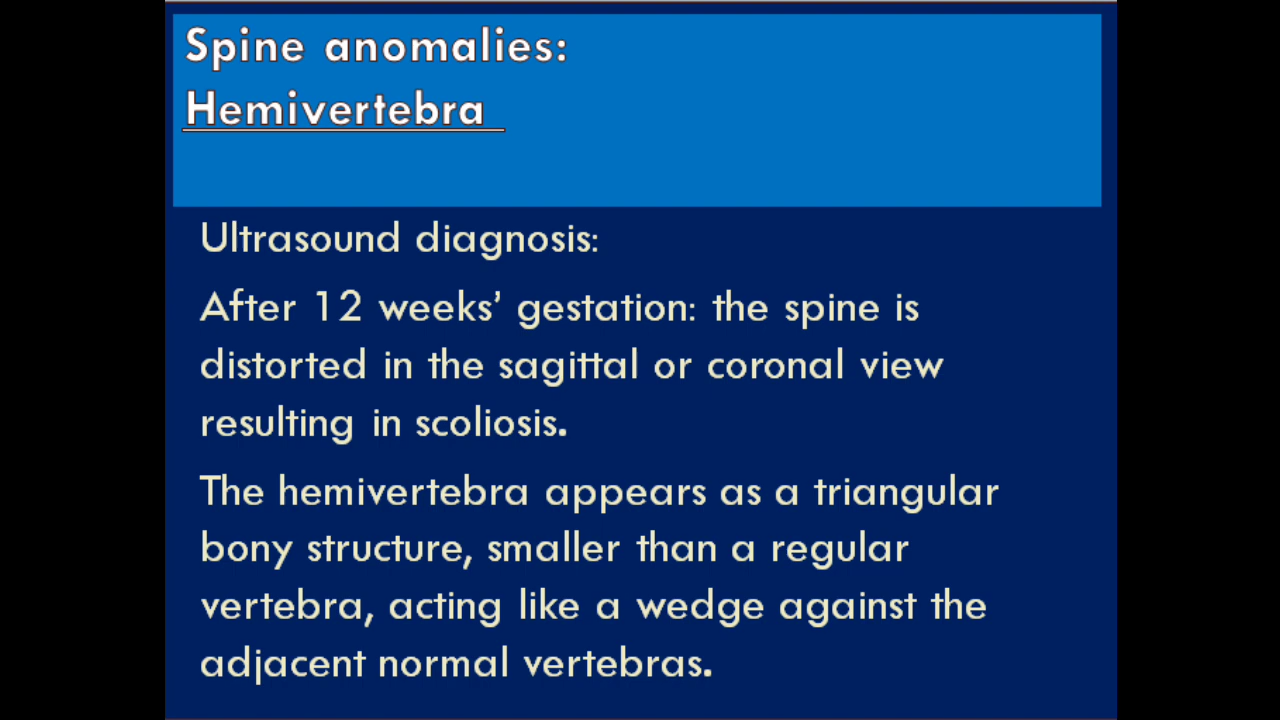 Spine anomalies:
Hemivertebra
Ultrasound diagnosis:
After 12 weeks’ gestation: the spine is
distorted in the sagittal or coronal view
resulting in scoliosis.
The hemivertebra appears as a triangular
bony structure, smaller than a regular
vertebra, acting like a wedge against the
adjacent normal vertebras.